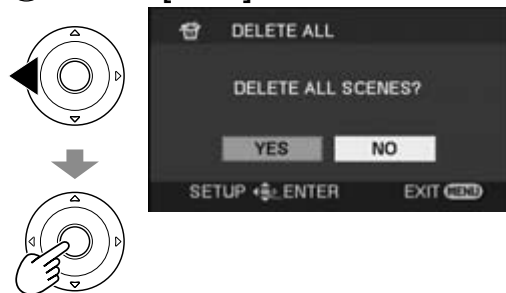 DELETE ALL
DELETE ALL SCENES?
YES NO
SETUP ENTER EXIT MENU